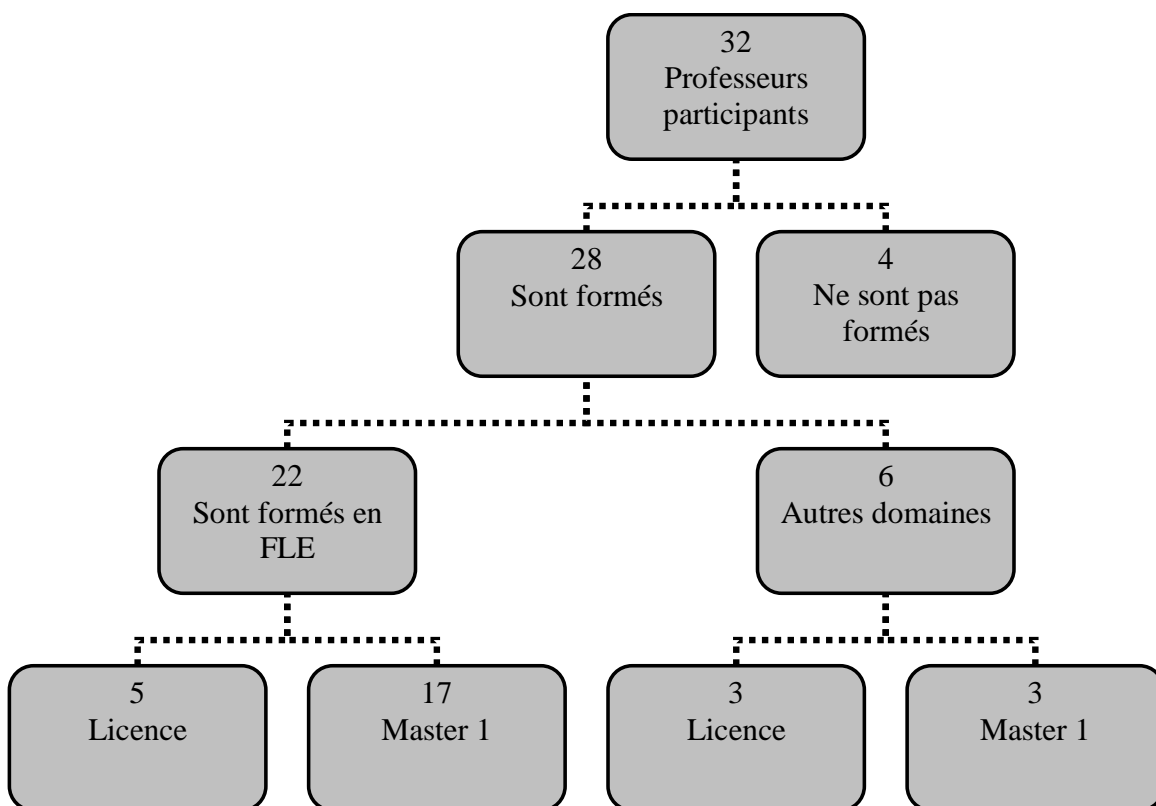 32
Professeurs
participants
28
Sont formés
4
Ne sont pas
formés
22
Sont formés en
FLE
6
Autres domaines
5
Licence
17
Master 1
3
Licence
3
Master 1